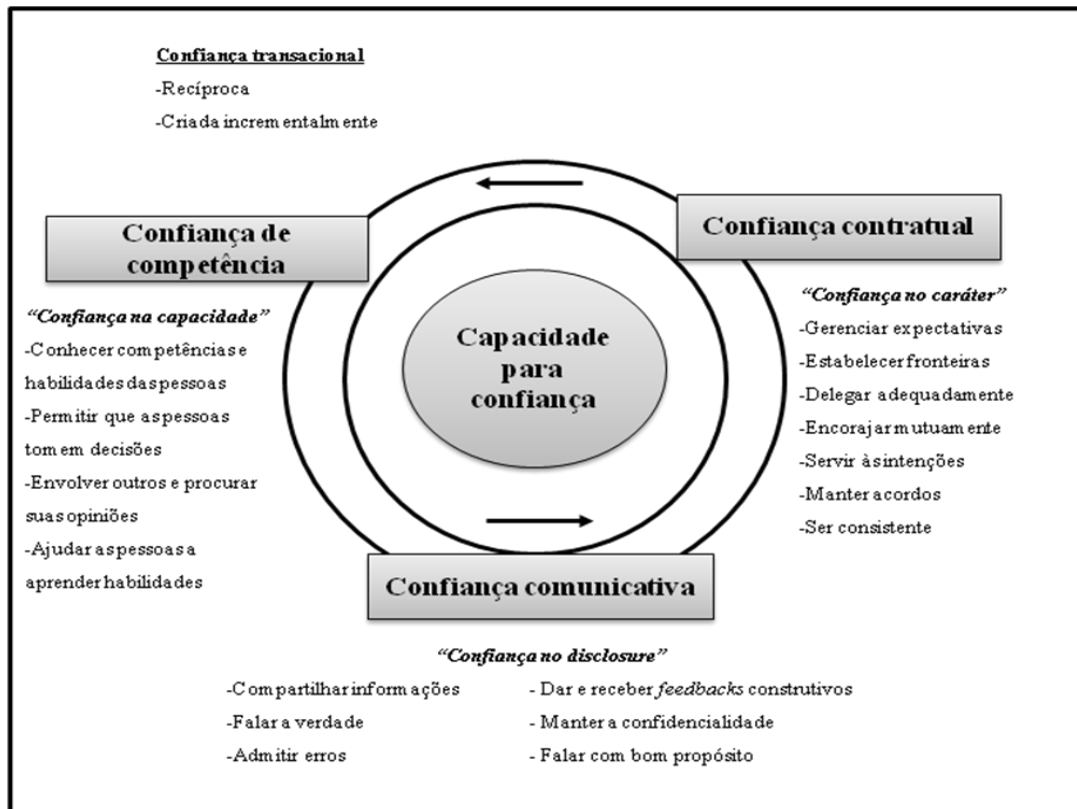 Confiança transacional
-Recíproca
-Criada incrementalmente
Confiança de
competência
Confiança contratual
“Confiança na capacidade”
-Conhecer competências e
habilidades das pessoas
-Permitir que as pessoas
tomem decisões
-Envolver outros e procurar
suas opiniões
-Ajudar as pessoas a
aprender habilidades
Capacidade
para
confiança
“Confiança no caráter”
-Gerenciar expectativas
-Estabelecer fronteiras
-Delegar adequadamente
-Encorajar mutuamente
-Servir às intenções
-Manter acordos
-Ser consistente
Confiança comunicativa
“Confiança no disclosure”
-Compartilhar informações
-Falar a verdade
-Admitir erros
- Dar e receber feedbacks construtivos
- Manter a confidencialidade
- Falar com bom propósito